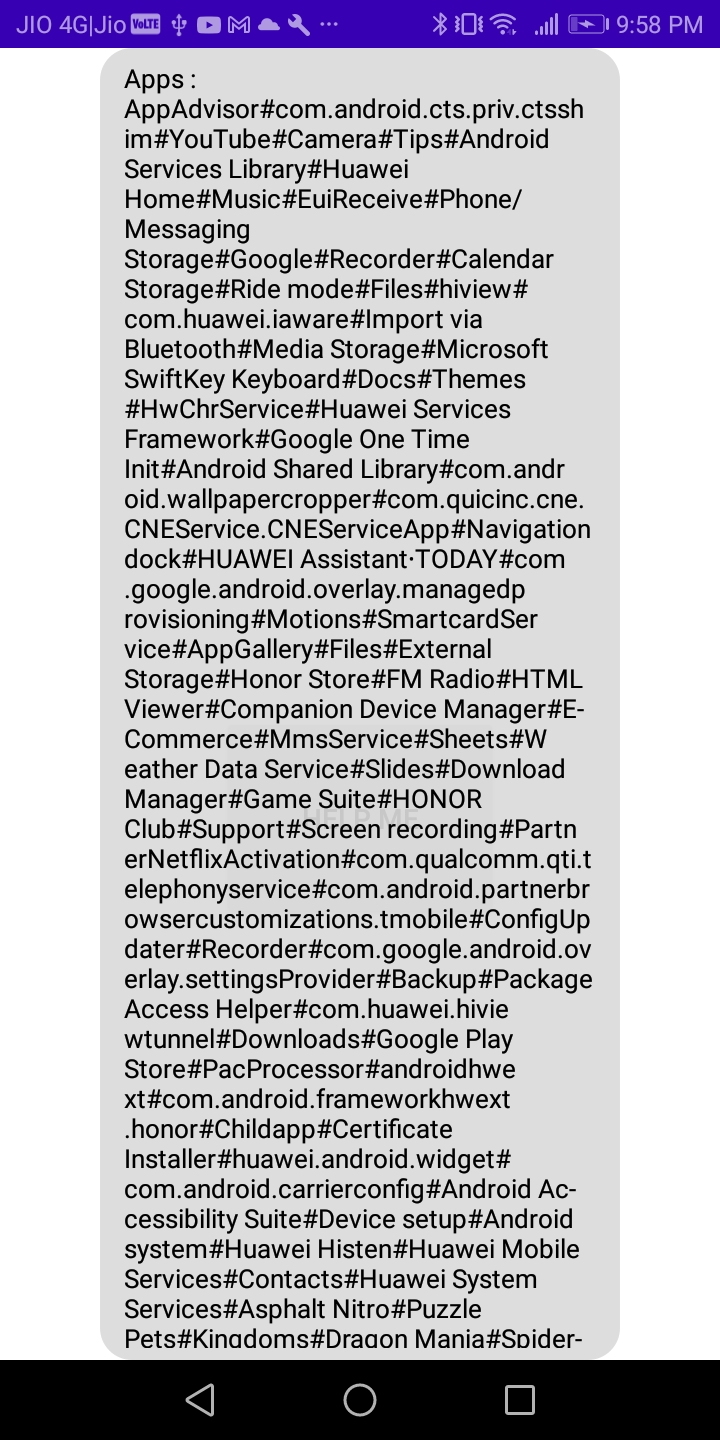 JIO 4G|Jio VoLTE ··· 9:58 PM
Apps :
AppAdvisor#com.android.cts.priv.ctssh
im#YouTube#Camera#Tips#Android
Services Library#Huawei
Home#Music#EuiReceive#Phone/
Messaging
Storage#Google#Recorder#Calendar
Storage#Ride mode#Files#hiview#
com.huawei.iaware#Import via
Bluetooth#Media Storage#Microsoft
SwiftKey Keyboard#Docs#Themes
#HwChrService#Huawei Services
Framework#Google One Time
Init#Android Shared Library#com.andr
oid.wallpapercropper#com.quicinc.cne.
CNEService.CNEServiceApp#Navigation
dock#HUAWEI Assistant·TODAY#com
.google.android.overlay.managedp
rovisioning#Motions#SmartcardSer
vice#AppGallery#Files#External
Storage#Honor Store#FM Radio#HTML
Viewer#Companion Device Manager#E-
Commerce#MmsService#Sheets#W
eather Data Service#Slides#Download
Manager#Game Suite#HONOR
HELP ME
Club#Support#Screen recording#Partn
erNetflixActivation#com.qualcomm.qti.t
elephonyservice#com.android.partnerbr
owsercustomizations.tmobile#ConfigUp
dater#Recorder#com.google.android.ov
erlay.settingsProvider#Backup#Package
Access Helper#com.huawei.hivie
wtunnel#Downloads#Google Play
Store#PacProcessor#androidhwe
xt#com.android.frameworkhwext
.honor#Childapp#Certificate
Installer#huawei.android.widget#
com.android.carrierconfig#Android Ac-
cessibility Suite#Device setup#Android
system#Huawei Histen#Huawei Mobile
Services#Contacts#Huawei System
Services#Asphalt Nitro#Puzzle
Pets#Kingdoms#Dragon Mania#Spider-